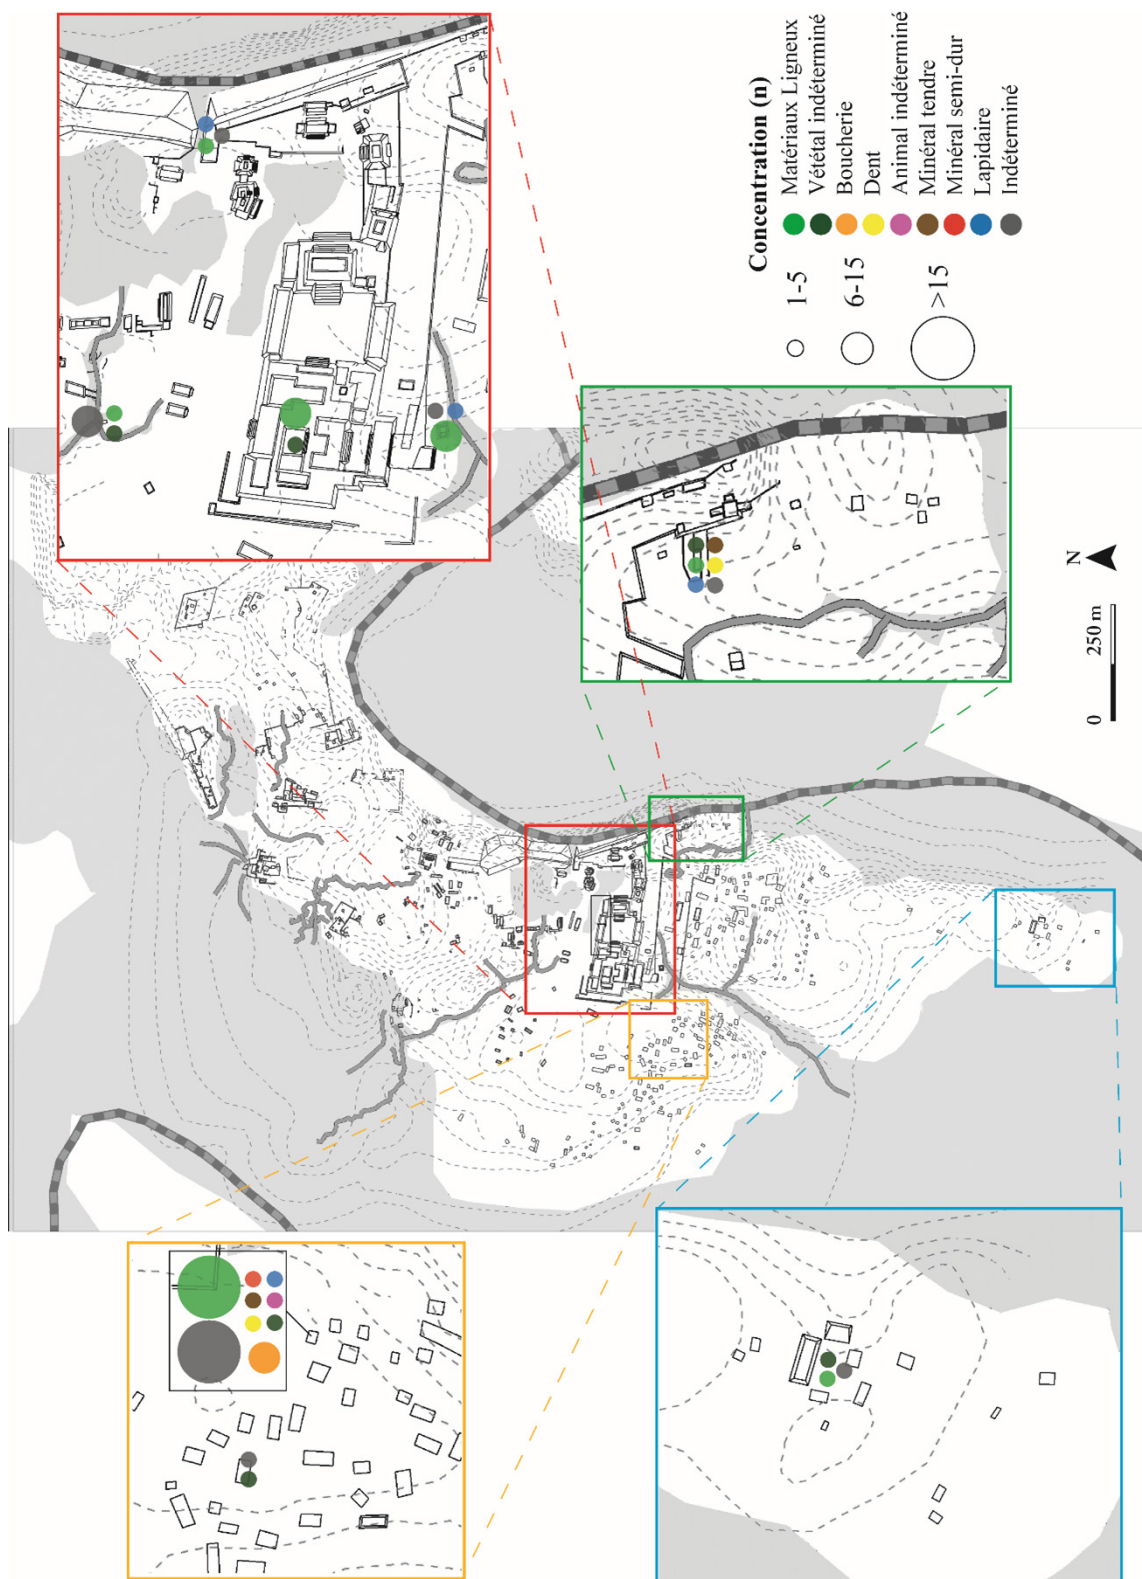 Concentration (n)
1-5
6-15
>15
Matériaux Ligneux
Vététal indéterminé
Boucherie
Dent
Animal indéterminé
Minéral tendre
Minéral semi-dur
Lapidaire
Indéterminé
N
0 250 m